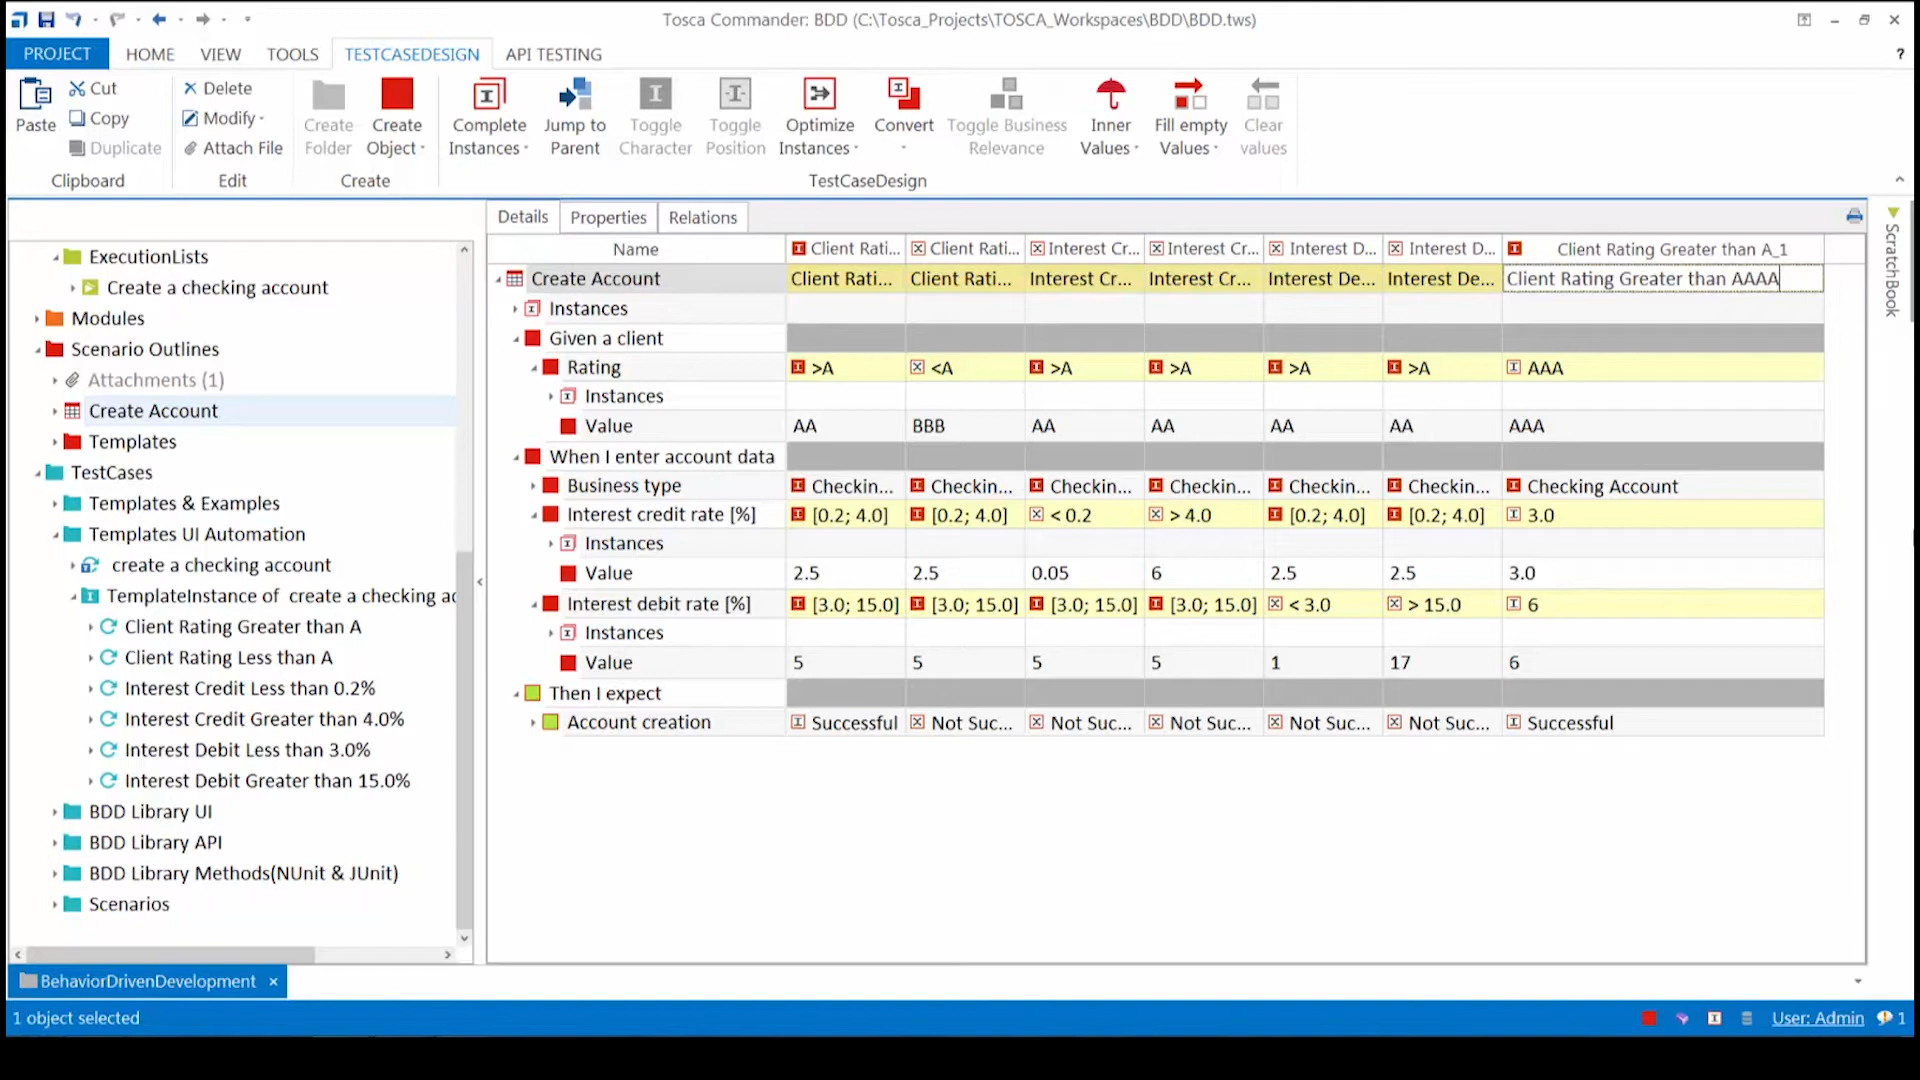 Tosca Commander: BDD (C:\Tosca_Projects\TOSCA_Workspaces\BDD\BDD.tws)
PROJECT HOME VIEW TOOLS TESTCASEDESIGN API TESTING ?
Paste Cut Copy Duplicate
Clipboard
Delete Modify Attach File
Edit
Create Folder Create Object
Create
Complete Instances Jump to Parent Toggle Character Toggle Position Optimize Instances Convert Toggle Business Relevance Inner Values Fill empty Values Clear values
TestCaseDesign
ExecutionLists
Create a checking account
Modules
Scenario Outlines
Attachments (1)
Create Account
Templates
TestCases
Templates & Examples
Templates UI Automation
create a checking account
TemplateInstance of create a checking ac
Client Rating Greater than A
Client Rating Less than A
Interest Credit Less than 0.2%
Interest Credit Greater than 4.0%
Interest Debit Less than 3.0%
Interest Debit Greater than 15.0%
BDD Library UI
BDD Library API
BDD Library Methods(NUnit & JUnit)
Scenarios
Details Properties Relations
Name Client Rati... Client Rati... Interest Cr... Interest Cr... Interest D... Interest D... Client Rating Greater than A_1
Create Account Client Rati... Client Rati... Interest Cr... Interest Cr... Interest De... Interest De... Client Rating Greater than AAAA
Instances
Given a client
Rating >A <A >A >A >A >A AAA
Instances
Value AA BBB AA AA AA AA AAA
When I enter account data
Business type Checkin... Checkin... Checkin... Checkin... Checkin... Checkin... Checking Account
Interest credit rate [%] [0.2; 4.0] [0.2; 4.0] < 0.2 > 4.0 [0.2; 4.0] [0.2; 4.0] 3.0
Instances
Value 2.5 2.5 0.05 6 2.5 2.5 3.0
Interest debit rate [%] [3.0; 15.0] [3.0; 15.0] [3.0; 15.0] [3.0; 15.0] < 3.0 > 15.0 6
Instances
Value 5 5 5 5 1 17 6
Then I expect
Account creation Successful Not Suc... Not Suc... Not Suc... Not Suc... Not Suc... Successful
ScratchBook
BehaviorDrivenDevelopment ×
1 object selected
User: Admin 1